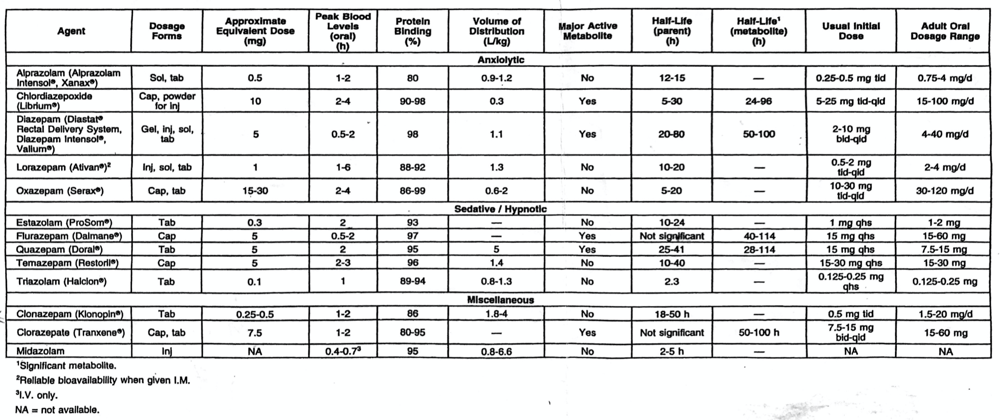 Agent Dosage Forms Approximate Equivalent Dose (mg) Peak Blood Levels (oral) (h) Protein Binding (%) Volume of Distribution (L/kg) Major Active Metabolite Half-Life (parent) (h) Half-Life¹ (metabolite) (h) Usual Initial Dose Adult Oral Dosage Range
Anxiolytic
Alprazolam (Alprazolam Intensol®, Xanax®) Sol, tab 0.5 1-2 80 0.9-1.2 No 12-15 — 0.25-0.5 mg tid 0.75-4 mg/d
Chlordiazepoxide (Librium®) Cap, powder for inj 10 2-4 90-98 0.3 Yes 5-30 24-96 5-25 mg tid-qid 15-100 mg/d
Diazepam (Diastat® Rectal Delivery System, Diazepam Intensol®, Valium®) Gel, inj, sol, tab 5 0.5-2 98 1.1 Yes 20-80 50-100 2-10 mg bid-qid 4-40 mg/d
Lorazepam (Ativan®)² Inj, sol, tab 1 1-6 88-92 1.3 No 10-20 — 0.5-2 mg tid-qid 2-4 mg/d
Oxazepam (Serax®) Cap, tab 15-30 2-4 86-99 0.6-2 No 5-20 — 10-30 mg tid-qid 30-120 mg/d
Sedative / Hypnotic
Estazolam (ProSom®) Tab 0.3 2 93 — No 10-24 — 1 mg qhs 1-2 mg
Flurazepam (Dalmane®) Cap 5 0.5-2 97 — Yes Not significant 40-114 15 mg qhs 15-60 mg
Quazepam (Doral®) Tab 5 2 95 5 Yes 25-41 28-114 15 mg qhs 7.5-15 mg
Temazepam (Restoril®) Cap 5 2-3 96 1.4 No 10-40 — 15-30 mg qhs 15-30 mg
Triazolam (Halcion®) Tab 0.1 1 89-94 0.8-1.3 No 2.3 — 0.125-0.25 mg qhs 0.125-0.25 mg
Miscellaneous
Clonazepam (Klonopin®) Tab 0.25-0.5 1-2 86 1.8-4 No 18-50 h — 0.5 mg tid 1.5-20 mg/d
Clorazepate (Tranxene®) Cap, tab 7.5 1-2 80-95 — Yes Not significant 50-100 h 7.5-15 mg bid-qid 15-60 mg
Midazolam Inj NA 0.4-0.7³ 95 0.8-6.6 No 2-5 h — NA NA
¹Significant metabolite.
²Reliable bioavailability when given I.M.
³I.V. only.
NA = not available.